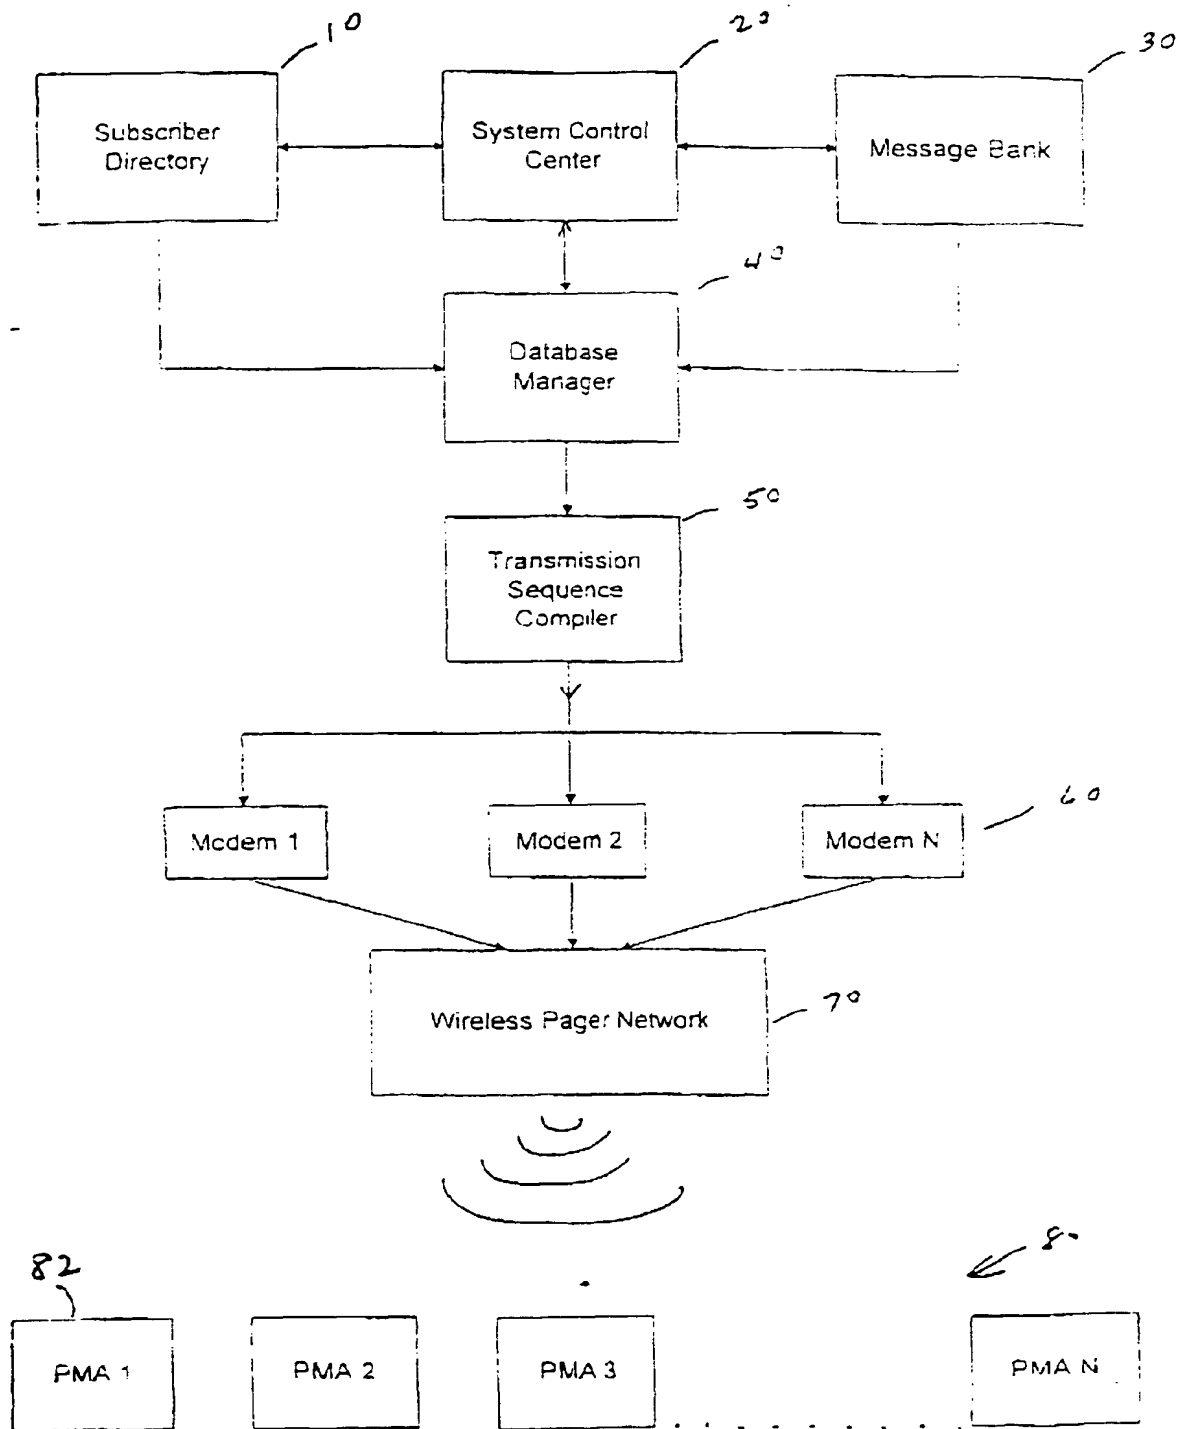 10
20
30
Subscriber
Directory
System Control
Center
Message Bank
40
Database
Manager
50
Transmission
Sequence
Compiler
60
Modem 1
Modem 2
Modem N
70
Wireless Pager Network
82
PMA 1
PMA 2
PMA 3
PMA N